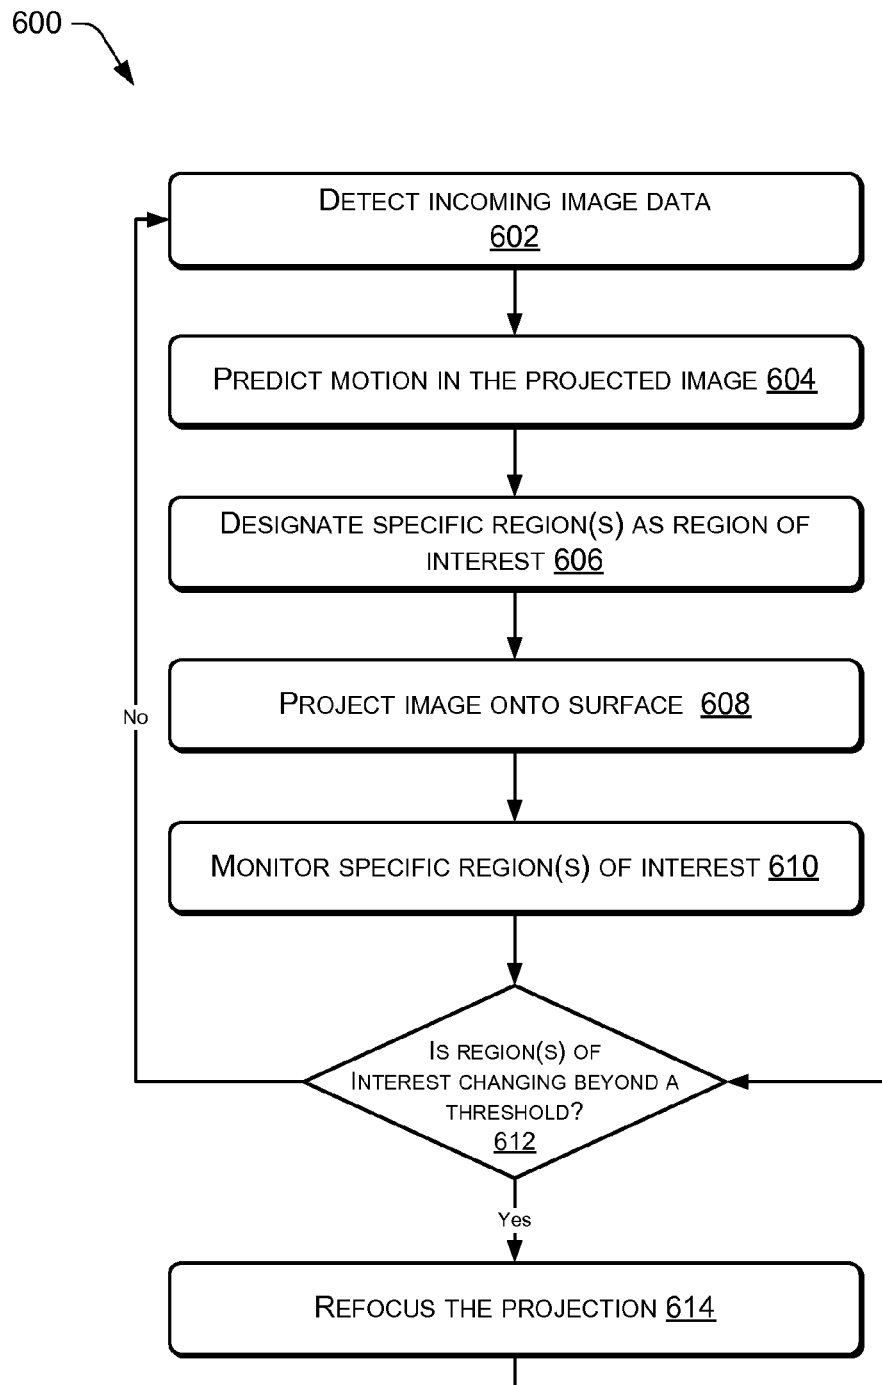 600
DETECT INCOMING IMAGE DATA
602
PREDICT MOTION IN THE PROJECTED IMAGE 604
DESIGNATE SPECIFIC REGION(S) AS REGION OF
INTEREST 606
PROJECT IMAGE ONTO SURFACE 608
No
MONITOR SPECIFIC REGION(S) OF INTEREST 610
IS REGION(S) OF
INTEREST CHANGING BEYOND A
THRESHOLD?
612
Yes
REFOCUS THE PROJECTION 614